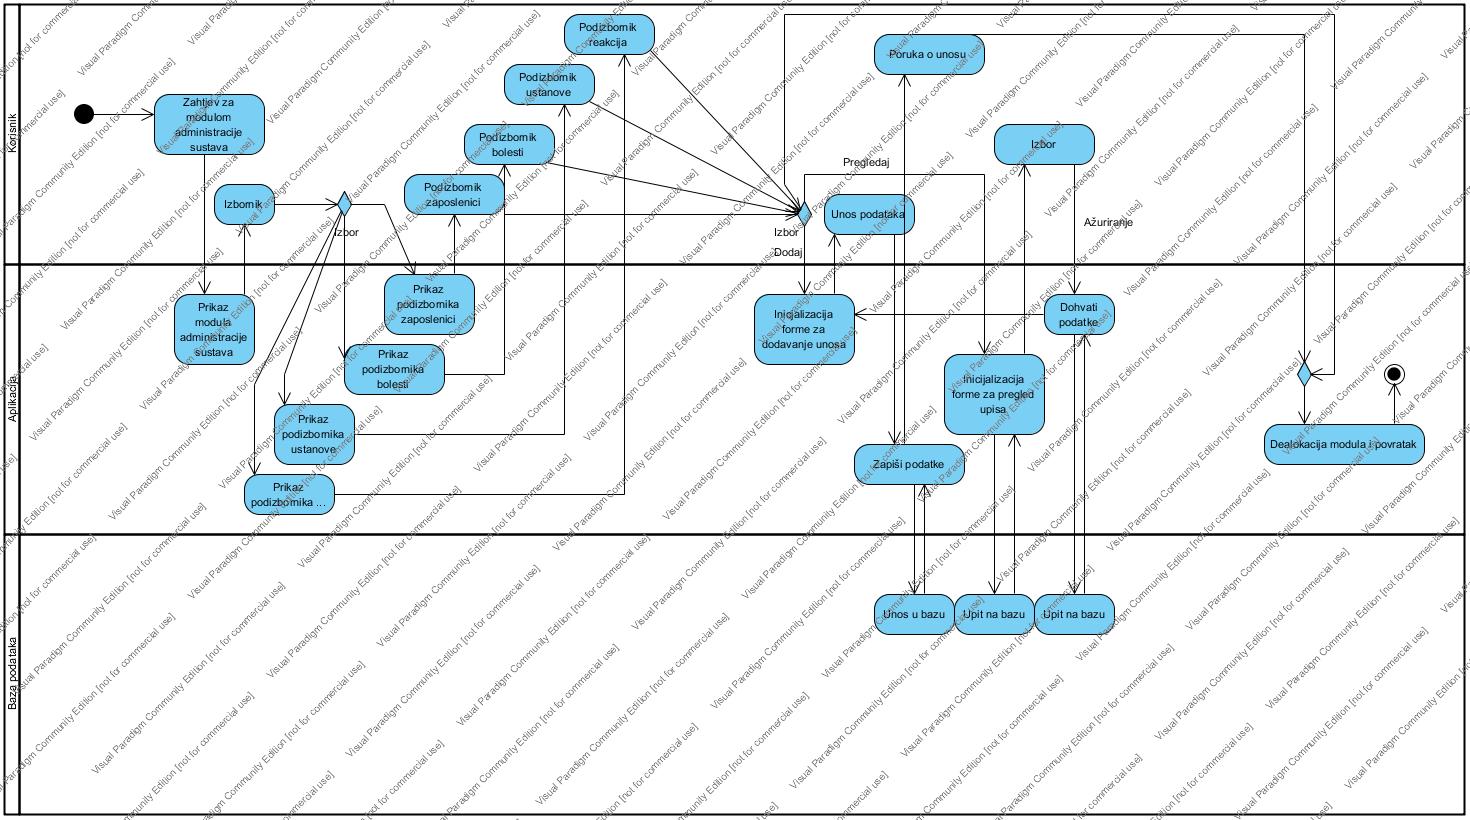 Korisnik
Aplikacija
Baza podataka
Zahtjev za
modulom
administracije
sustava
Izbornik
Izbor
Podizbornik
reakcija
Podizbornik
ustanove
Podizbornik
bolesti
Podizbornik
zaposlenici
Poruka o unosu
Izbor
Pregledaj
Unos podataka
Izbor
Dodaj
Ažuriranje
Prikaz
modula
administracije
sustava
Prikaz
podizbornika
zaposlenici
Prikaz
podizbornika
bolesti
Prikaz
podizbornika
ustanove
Prikaz
podizbornika ...
Inicjalizacija
forme za
dodavanje unosa
Dohvati
podatke
Inicijalizacija
forme za pregled
upisa
Zapiši podatke
Dealokacija modula i povratak
Unos u bazu
Upit na bazu
Upit na bazu
Visual Paradigm Community Edition [not for commercial use]